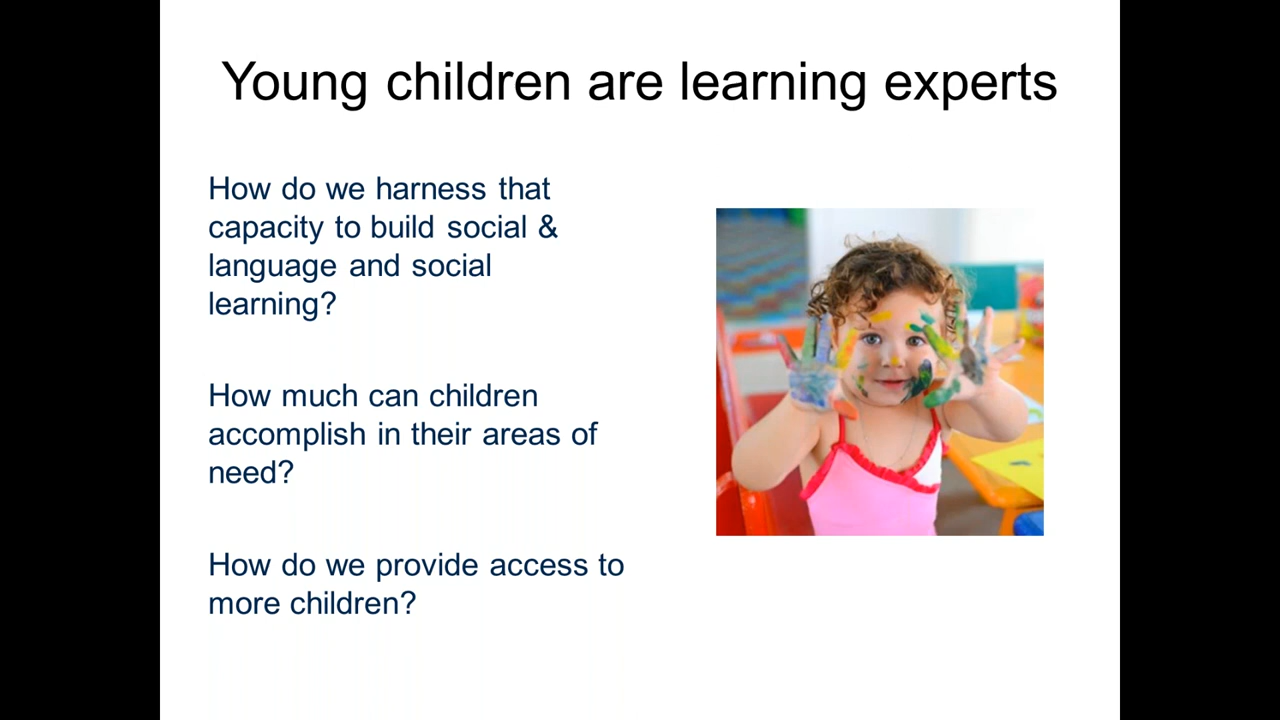 Young children are learning experts
How do we harness that
capacity to build social &
language and social
learning?
How much can children
accomplish in their areas of
need?
How do we provide access to
more children?